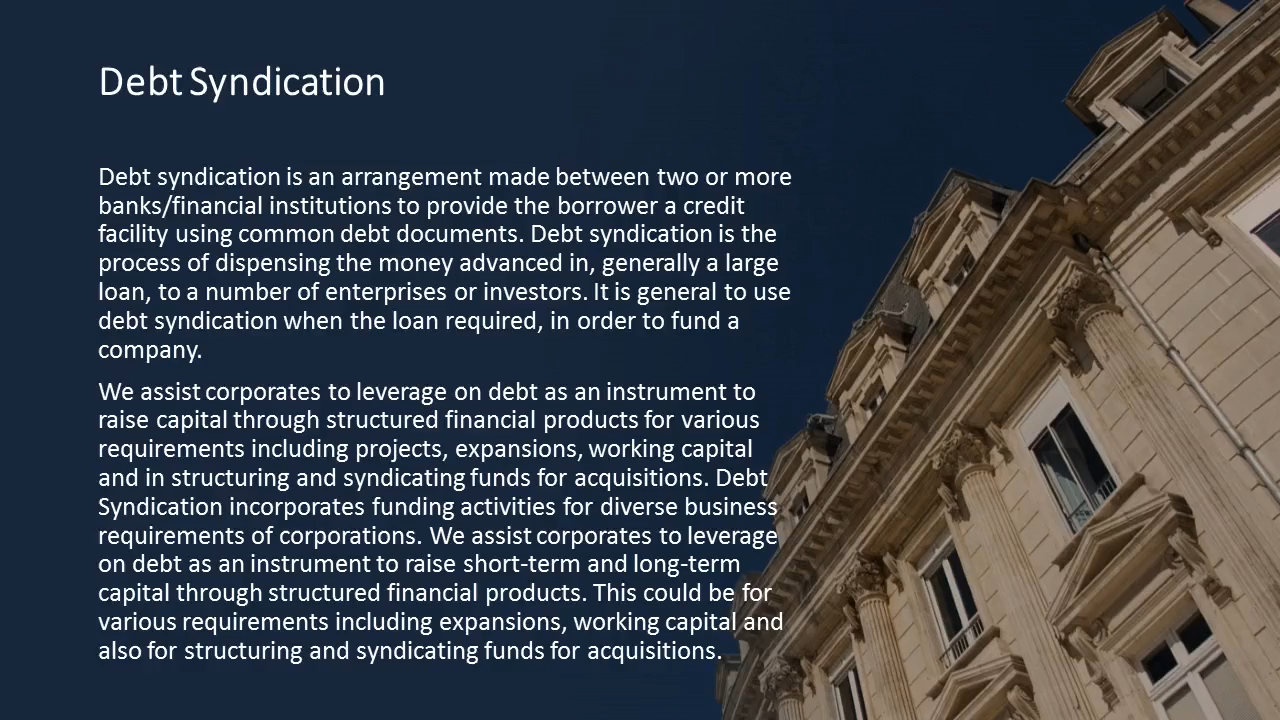 Debt Syndication
Debt syndication is an arrangement made between two or more
banks/financial institutions to provide the borrower a credit
facility using common debt documents. Debt syndication is the
process of dispensing the money advanced in, generally a large
loan, to a number of enterprises or investors. It is general to use
debt syndication when the loan required, in order to fund a
company.
We assist corporates to leverage on debt as an instrument to
raise capital through structured financial products for various
requirements including projects, expansions, working capital
and in structuring and syndicating funds for acquisitions. Debt
Syndication incorporates funding activities for diverse business
requirements of corporations. We assist corporates to leverage
on debt as an instrument to raise short-term and long-term
capital through structured financial products. This could be for
various requirements including expansions, working capital and
also for structuring and syndicating funds for acquisitions.